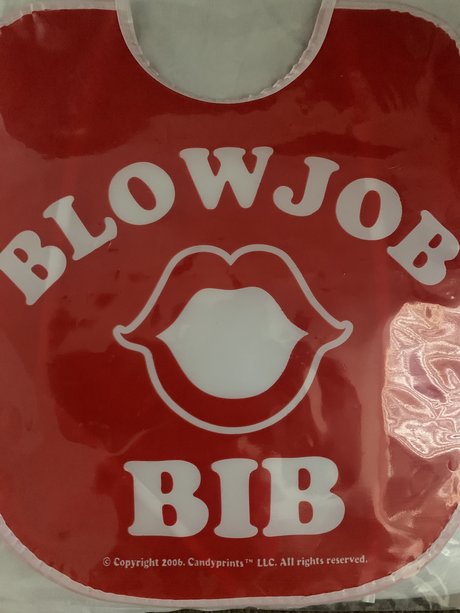 BLOWJOB
BIB
© Copyright 2006. Candyprints™ LLC. All rights reserved.